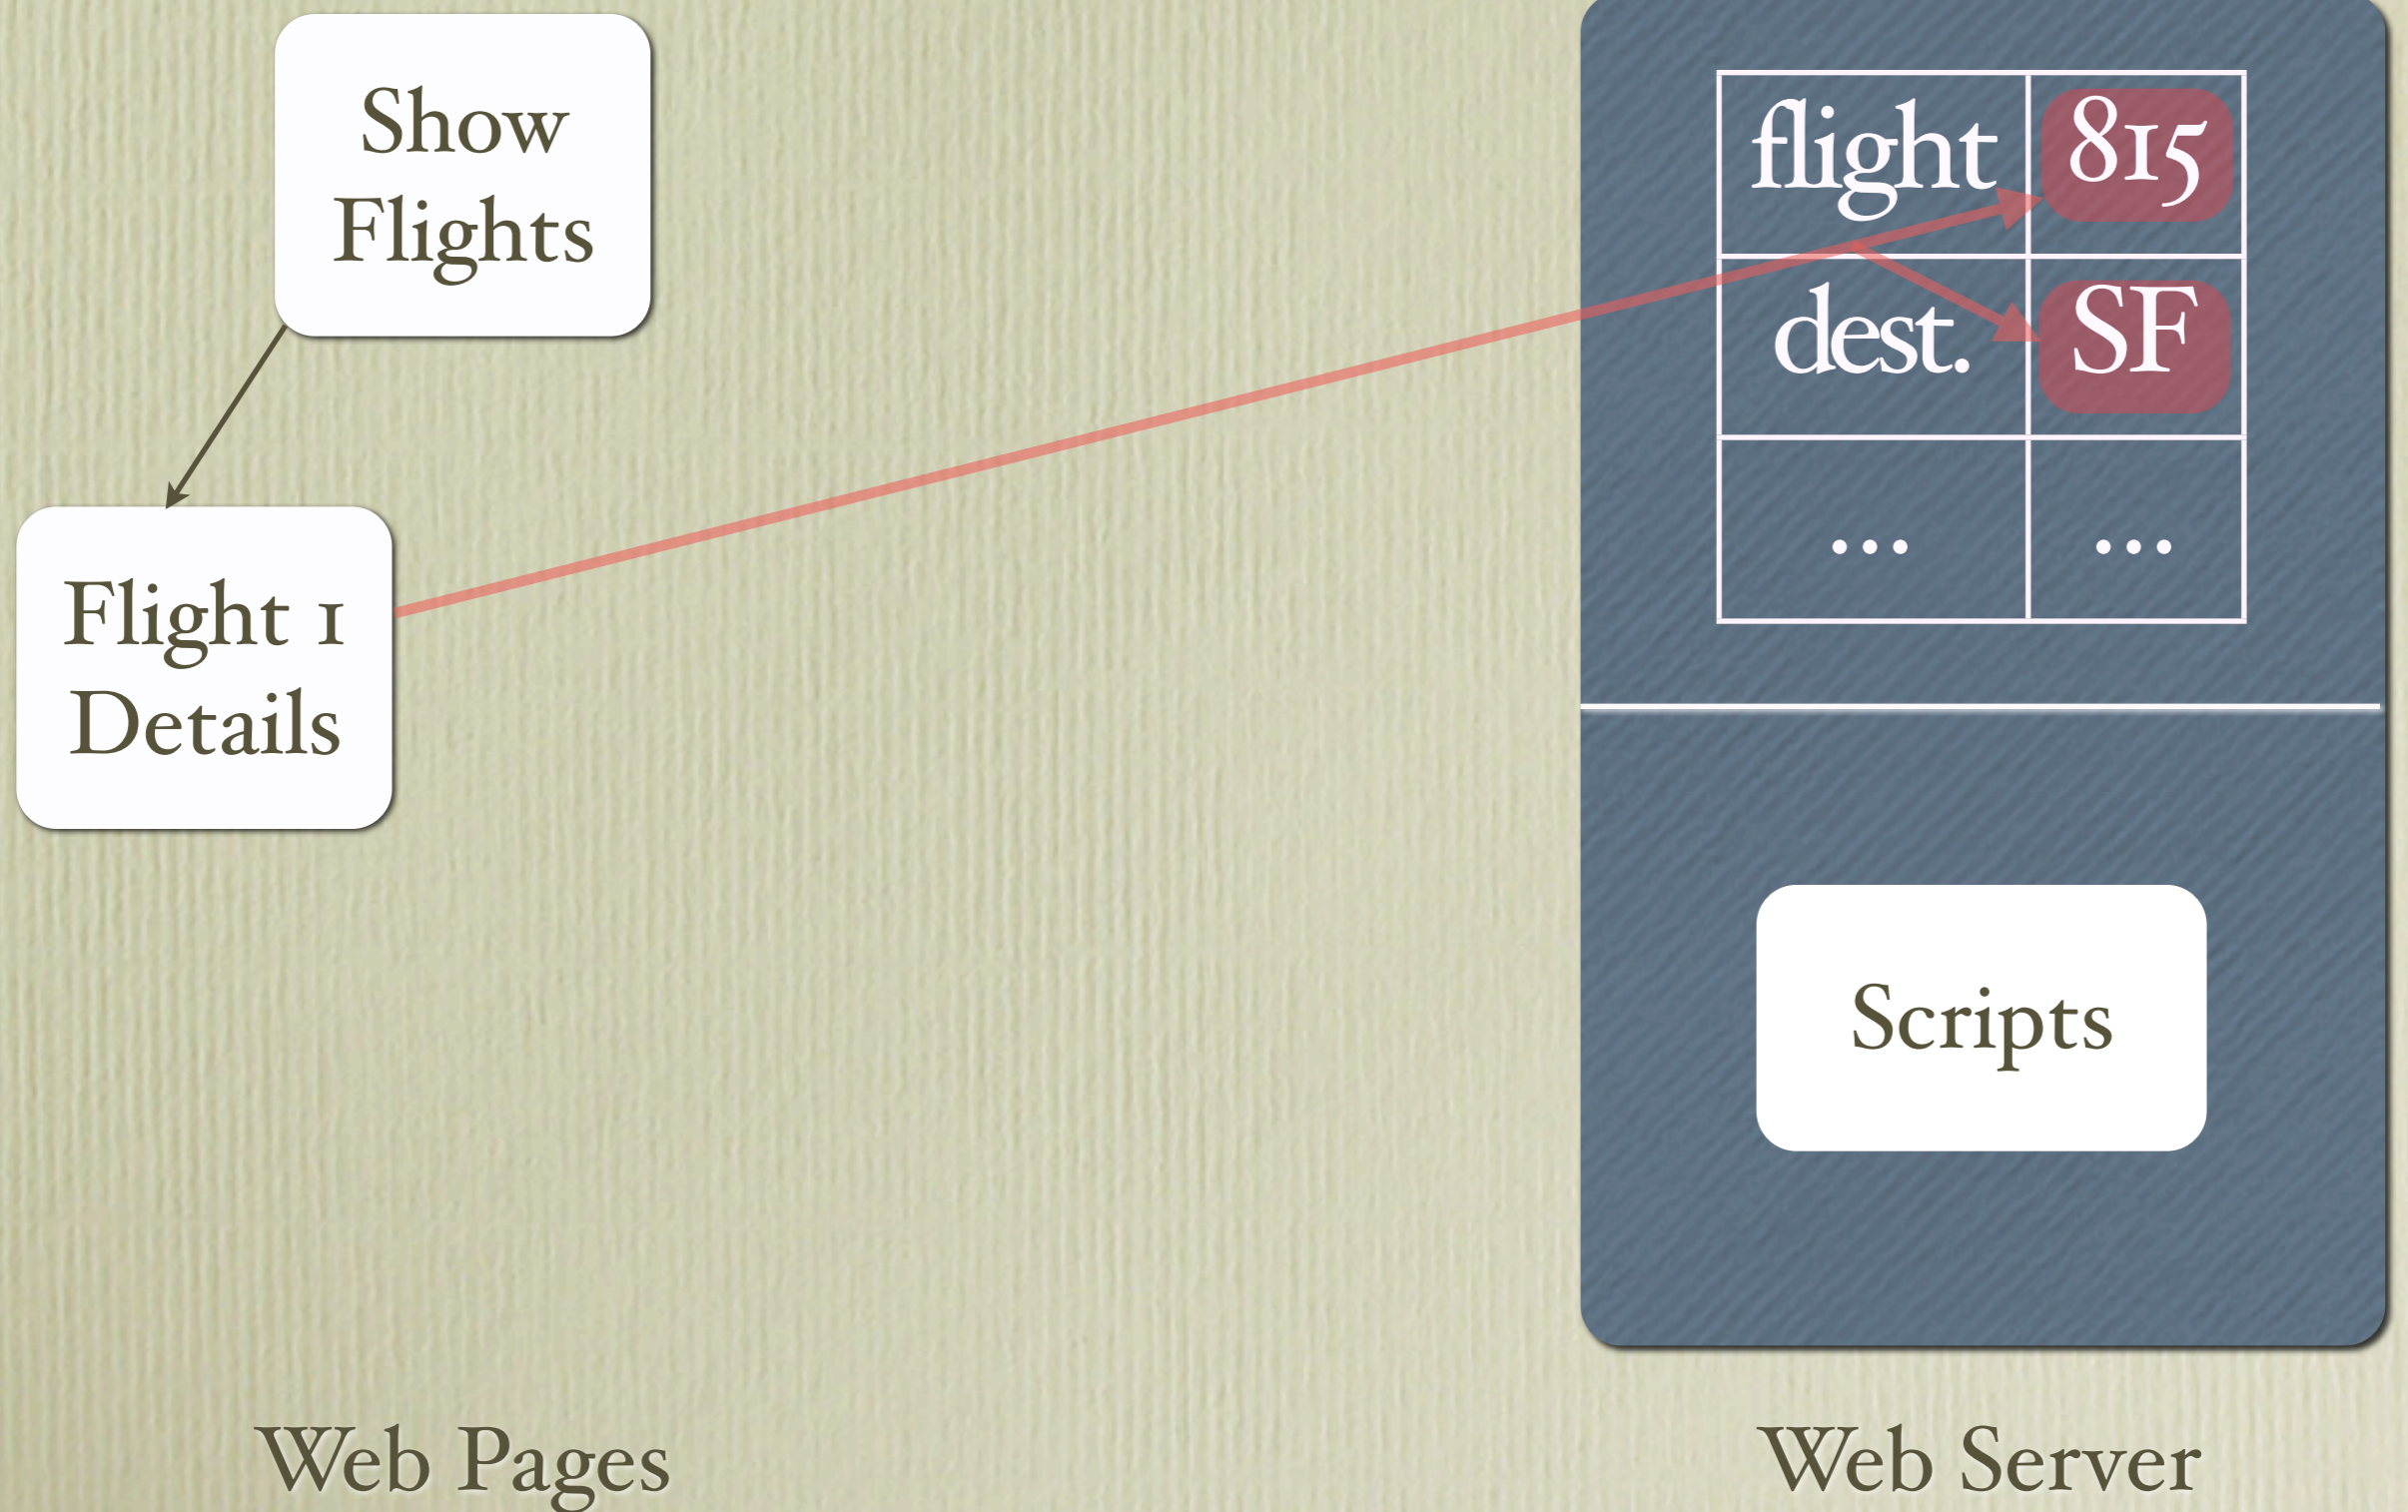 Show
Flights
Flight 1
Details
Web Pages
flight 815
dest. SF
... ...
Scripts
Web Server